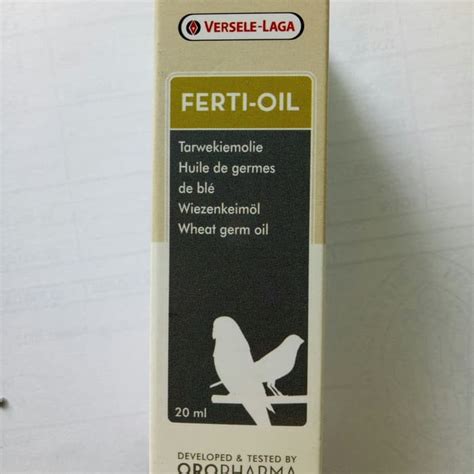 VERSELE-LAGA
FERTI-OIL
Tarwekiemolie
Huile de germes
de blé
Wiezenkeimöl
Wheat germ oil
20 ml
DEVELOPED & TESTED BY
OROPHARMA